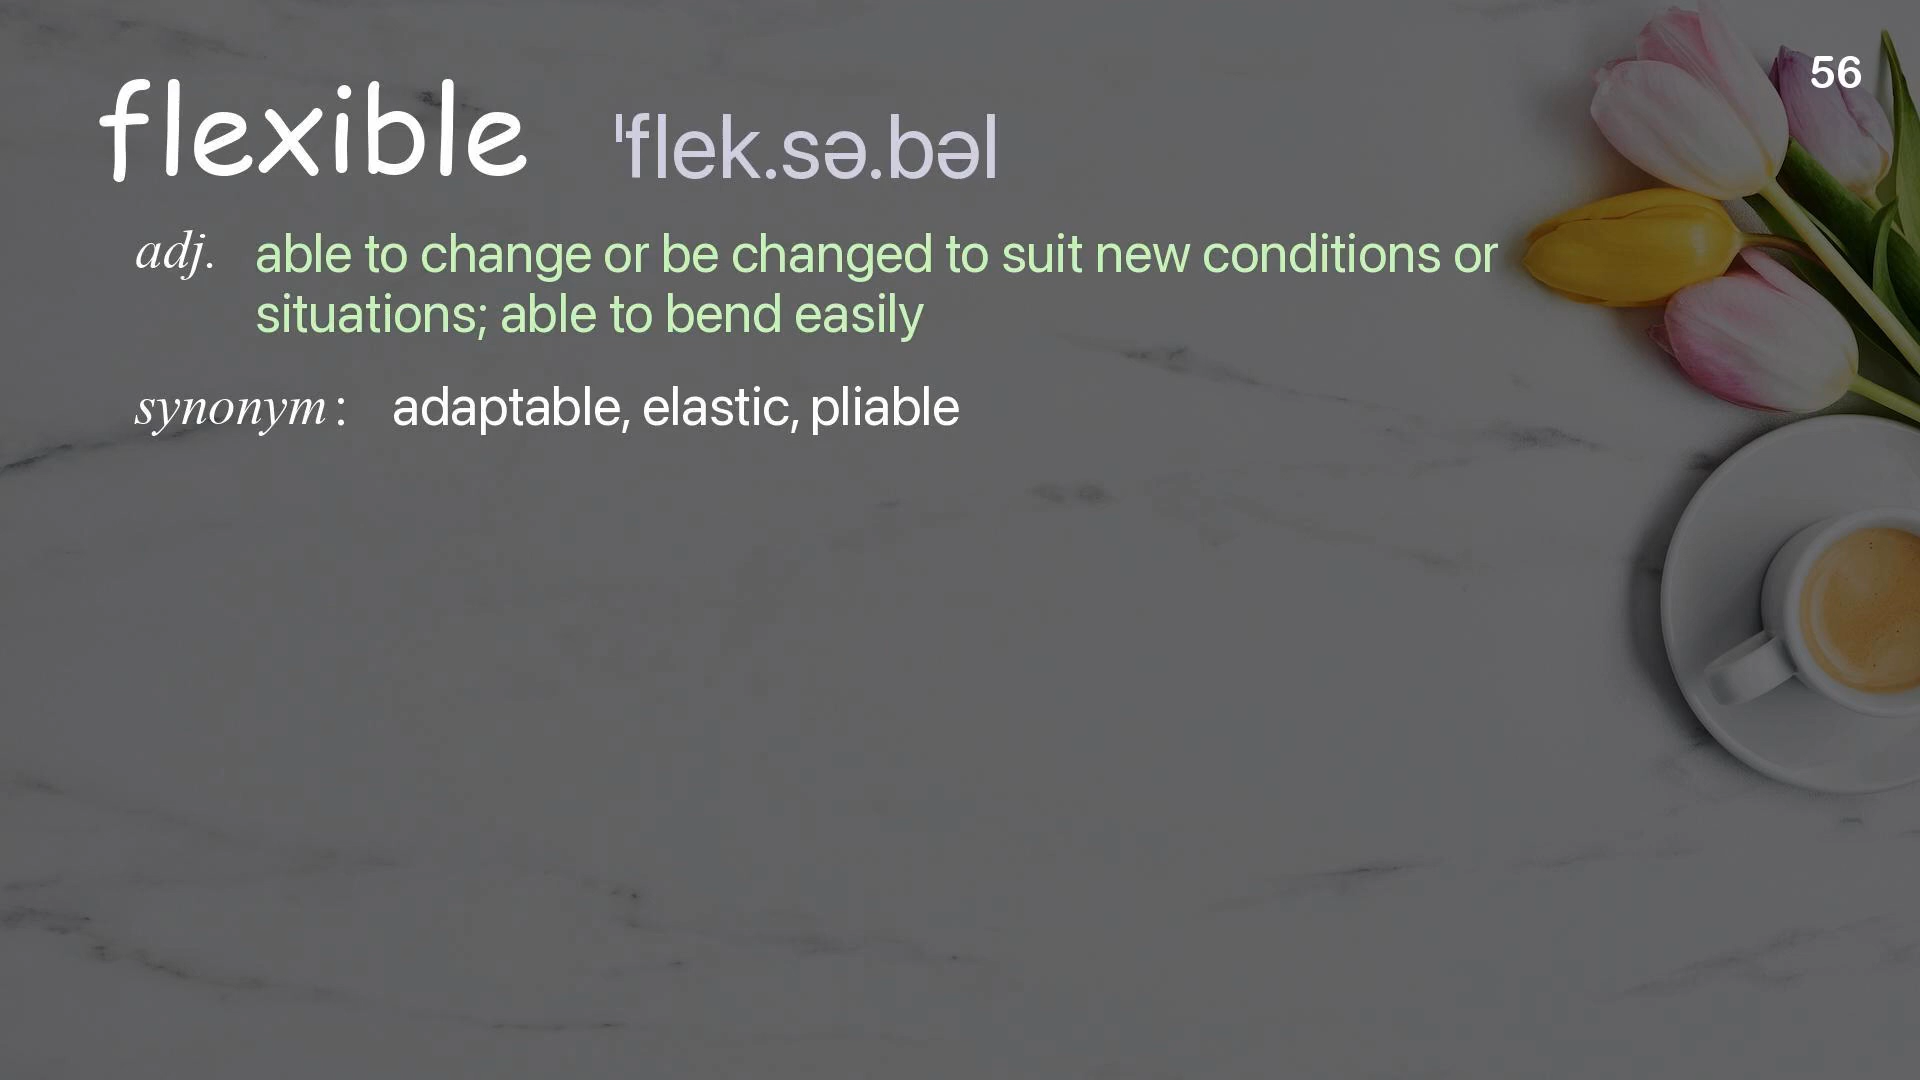 56
flexible ˈflek.sə.bəl
adj. able to change or be changed to suit new conditions or
situations; able to bend easily
synonym : adaptable, elastic, pliable